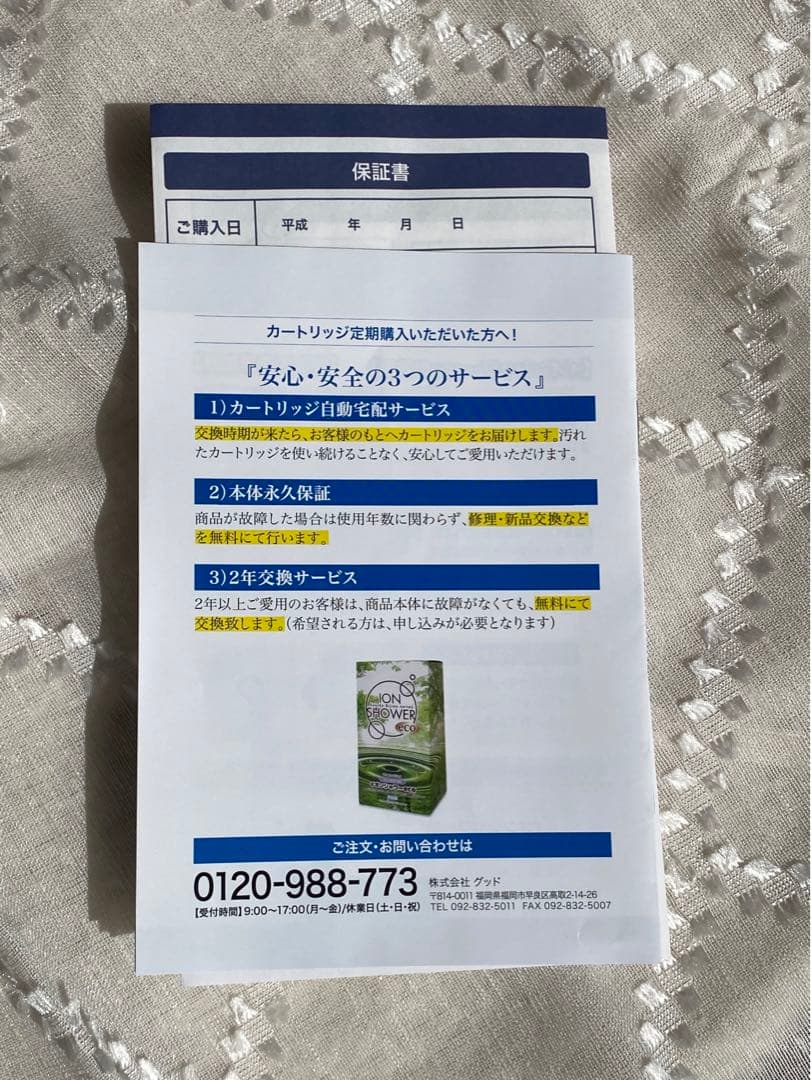 保証書
ご購入日 平成 年 月 日
カートリッジ定期購入いただいた方へ!
『安心・安全の3つのサービス』
1)カートリッジ自動宅配サービス
交換時期が来たら、お客様のもとへカートリッジをお届けします。汚れ
たカートリッジを使い続けることなく、安心してご愛用いただけます。
2)本体永久保証
商品が故障した場合は使用年数に関わらず、修理・新品交換など
を無料にて行います。
3)2年交換サービス
2年以上ご愛用のお客様は、商品本体に故障がなくても、無料にて
交換致します。(希望される方は、申し込みが必要となります)
ION
SHOWER
eco
ご注文・お問い合わせは
0120-988-773
株式会社 グッド
〒814-0011 福岡県福岡市早良区高取2-14-26
TEL 092-832-5011 FAX 092-832-5007
【受付時間】9:00〜17:00(月〜金)/休業日(土・日・祝)